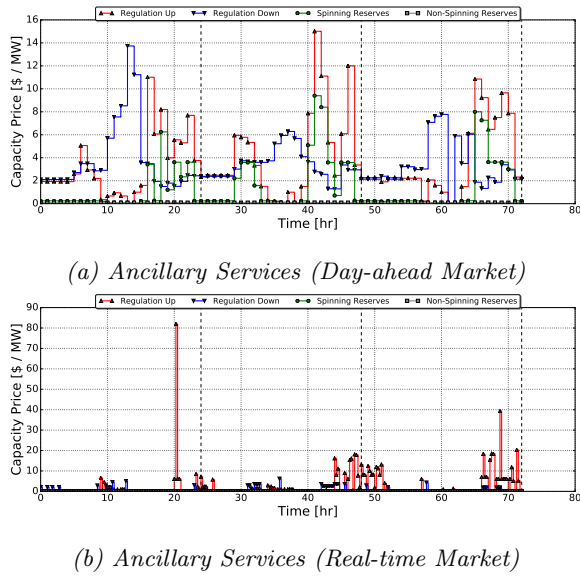 Regulation Up Regulation Down Spinning Reserves Non-Spinning Reserves
Capacity Price [$ / MW]
16
14
12
10
8
6
4
2
0
0 10 20 30 40 50 60 70 80
Time [hr]
(a) Ancillary Services (Day-ahead Market)
Regulation Up Regulation Down Spinning Reserves Non-Spinning Reserves
Capacity Price [$ / MW]
90
80
70
60
50
40
30
20
10
0
0 10 20 30 40 50 60 70 80
Time [hr]
(b) Ancillary Services (Real-time Market)